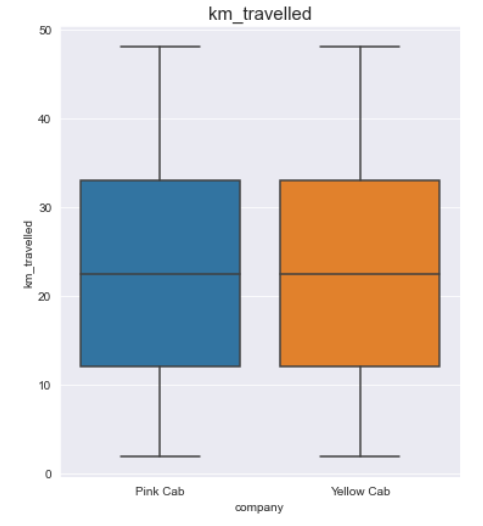 km_travelled
50
40
30
20
10
0
km_travelled
Pink Cab
Yellow Cab
company